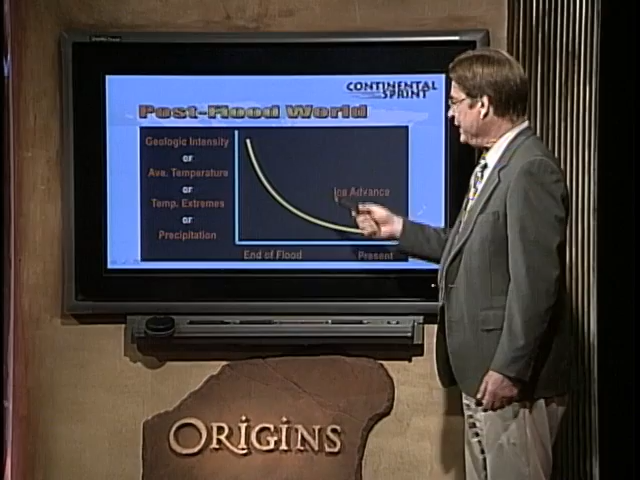 CONTINENTAL
SPRINT
Post-Flood World
Geologic Intensity
or
Ave. Temperature
or
Temp. Extremes
or
Precipitation
Ice Advance
End of Flood
Present
ORIGINS